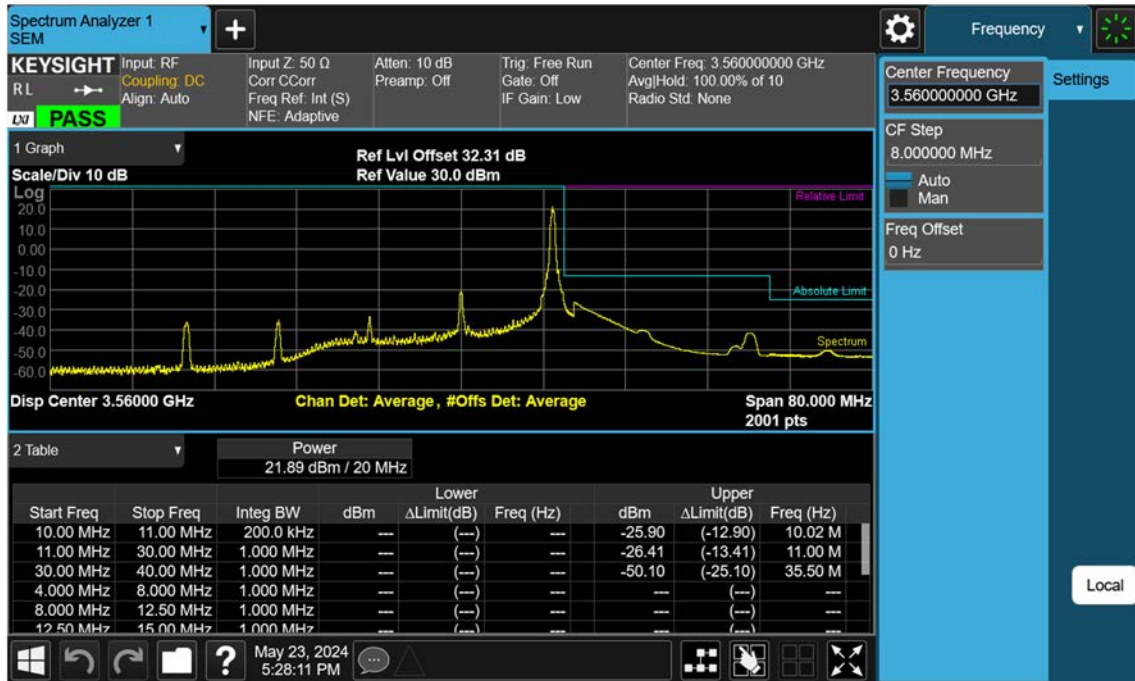 Spectrum Analyzer 1
SEM
Frequency
KEYSIGHT
RL
LXI PASS
Input: RF
Coupling: DC
Align: Auto
Input Z: 50 Ω
Corr CCorr
Freq Ref: Int (S)
NFE: Adaptive
Atten: 10 dB
Preamp: Off
Trig: Free Run
Gate: Off
IF Gain: Low
Center Freq: 3.560000000 GHz
Avg|Hold: 100.00% of 10
Radio Std: None
Center Frequency
3.560000000 GHz
Settings
CF Step
8.000000 MHz
Auto
Man
Freq Offset
0 Hz
1 Graph
Ref Lvl Offset 32.31 dB
Scale/Div 10 dB
Ref Value 30.0 dBm
Log
Relative Limit
20.0
10.0
0.00
-10.0
-20.0
Absolute Limit
-30.0
-40.0
Spectrum
-50.0
-60.0
Disp Center 3.56000 GHz
Chan Det: Average, #Offs Det: Average
Span 80.000 MHz
2001 pts
2 Table
Power
21.89 dBm / 20 MHz
Lower Upper
Start Freq Stop Freq Integ BW dBm ΔLimit(dB) Freq (Hz) dBm ΔLimit(dB) Freq (Hz)
10.00 MHz 11.00 MHz 200.0 kHz --- (---) --- -25.90 (-12.90) 10.02 M
11.00 MHz 30.00 MHz 1.000 MHz --- (---) --- -26.41 (-13.41) 11.00 M
30.00 MHz 40.00 MHz 1.000 MHz --- (---) --- -50.10 (-25.10) 35.50 M
4.000 MHz 8.000 MHz 1.000 MHz --- (---) --- --- (---) ---
8.000 MHz 12.50 MHz 1.000 MHz --- (---) --- --- (---) ---
12.50 MHz 15.00 MHz 1.000 MHz --- (---) --- --- (---) ---
Local
?
May 23, 2024
5:28:11 PM